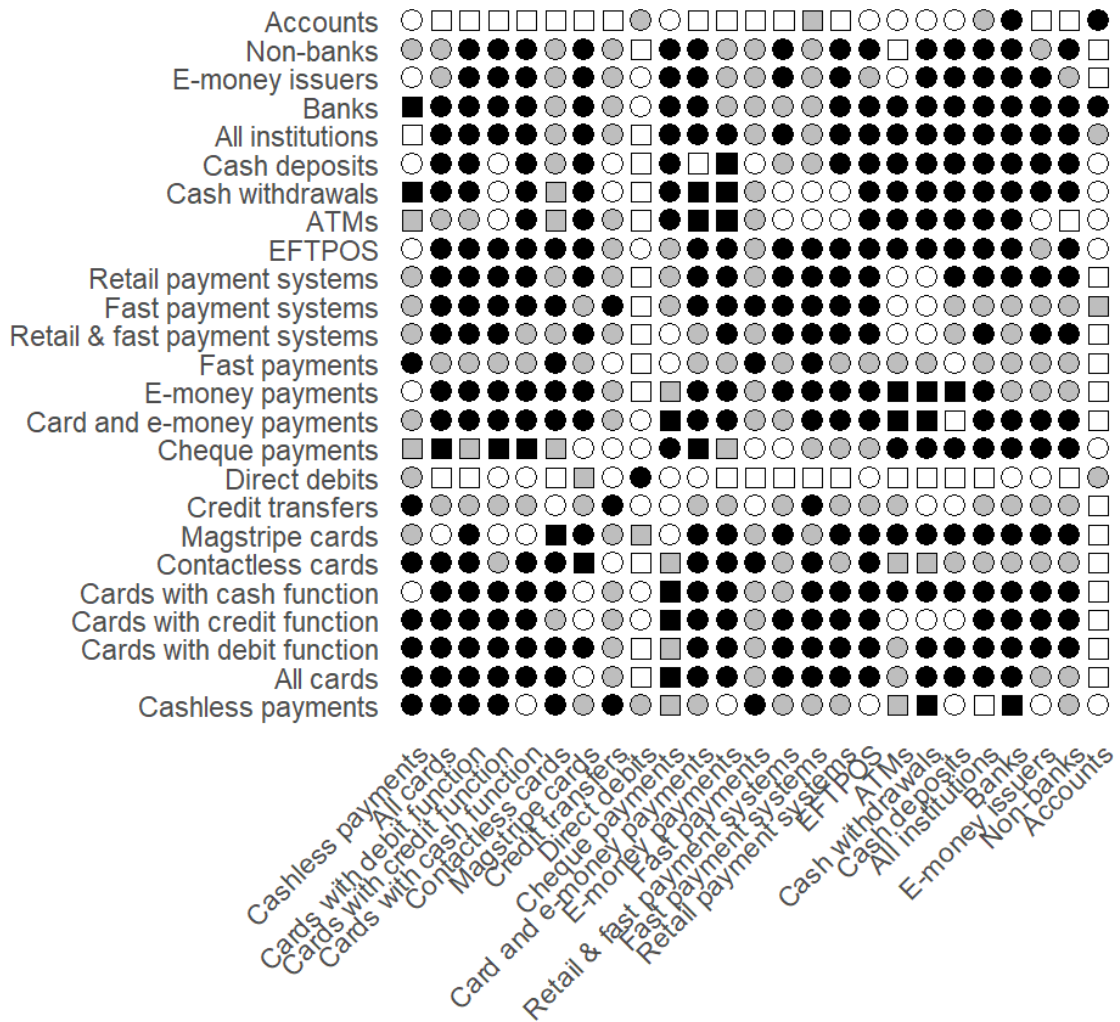 Accounts
Non-banks
E-money issuers
Banks
All institutions
Cash deposits
Cash withdrawals
ATMs
EFTPOS
Retail payment systems
Fast payment systems
Retail & fast payment systems
Fast payments
E-money payments
Card and e-money payments
Cheque payments
Direct debits
Credit transfers
Magstripe cards
Contactless cards
Cards with cash function
Cards with credit function
Cards with debit function
All cards
Cashless payments
Cashless payments
All cards
Cards with debit function
Cards with credit function
Cards with cash function
Contactless cards
Magstripe cards
Credit transfers
Direct debits
Cheque payments
Card and e-money payments
E-money payments
Fast payments
Retail & fast payment systems
Fast payment systems
Retail payment systems
EFTPOS
ATMs
Cash withdrawals
Cash deposits
All institutions
Banks
E-money issuers
Non-banks
Accounts